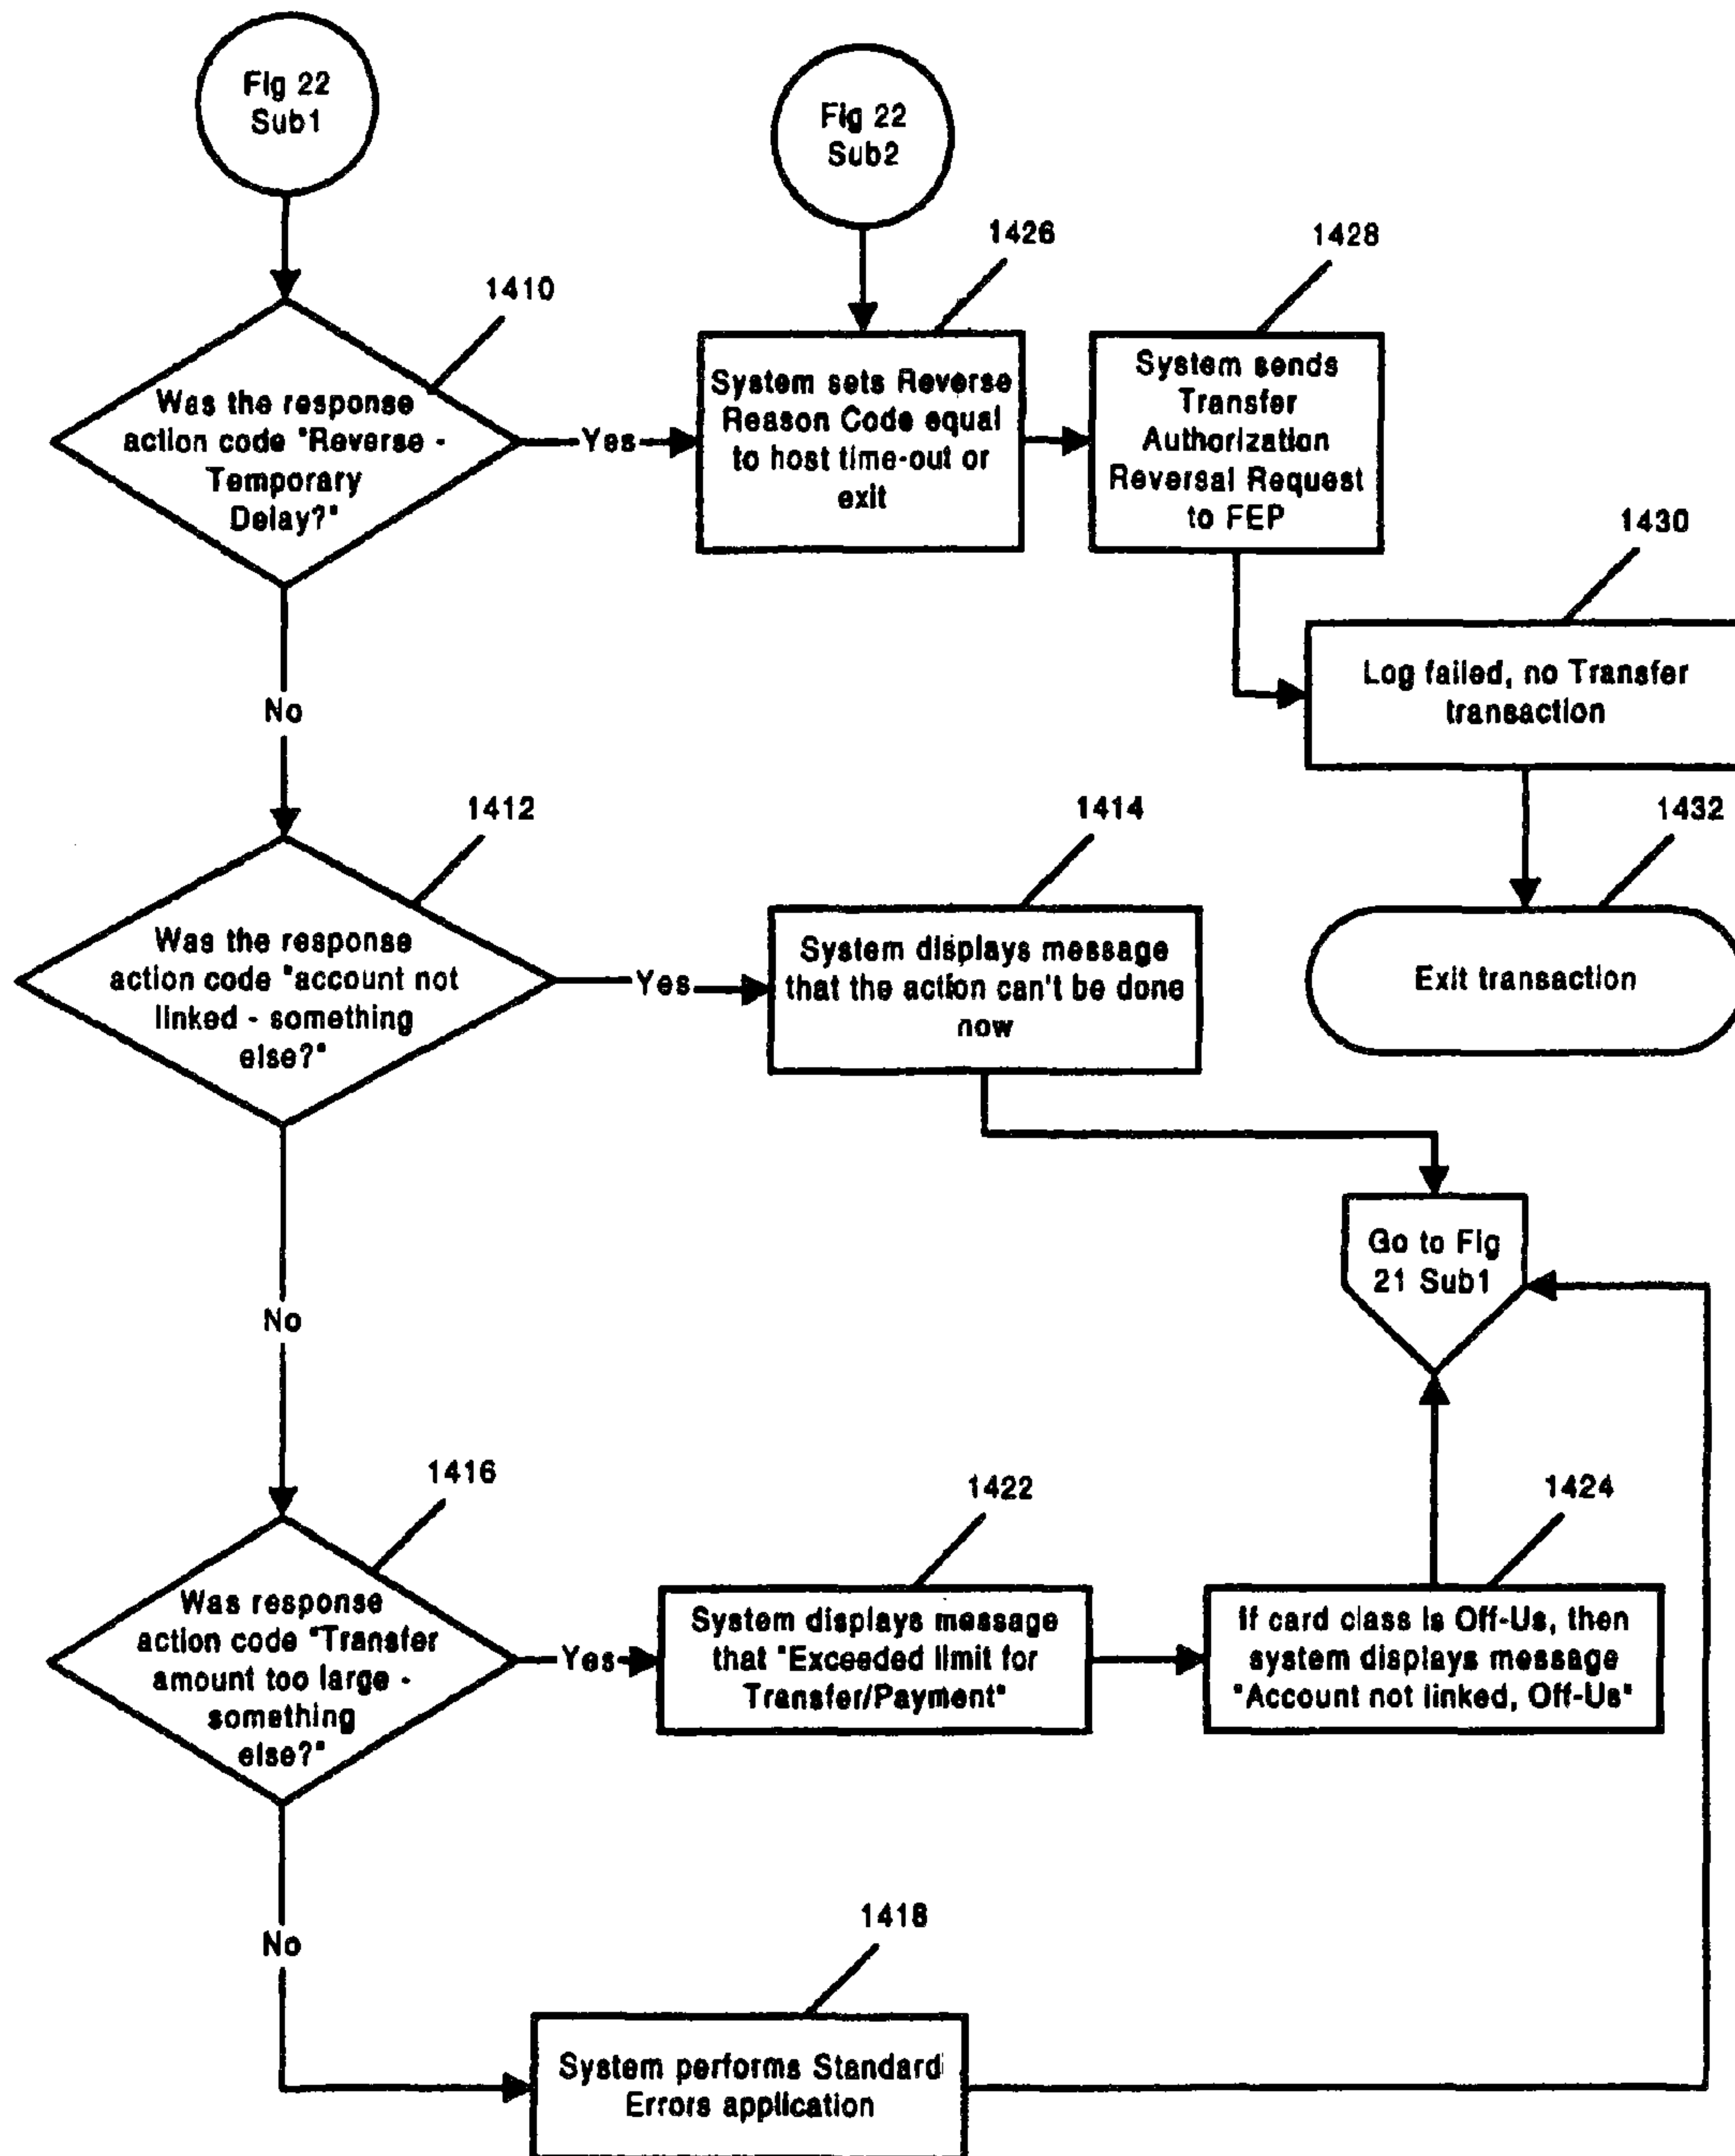 Fig 22
Sub1
Fig 22
Sub2
1410
Was the response
action code "Reverse -
Temporary
Delay?"
Yes
1426
System sets Reverse
Reason Code equal
to host time-out or
exit
1428
System sends
Transfer
Authorization
Reversal Request
to FEP
1430
Log failed, no Transfer
transaction
1432
Exit transaction
No
1412
Was the response
action code "account not
linked - something
else?"
Yes
1414
System displays message
that the action can't be done
now
Go to Fig
21 Sub1
No
1416
Was response
action code "Transfer
amount too large -
something
else?"
Yes
1422
System displays message
that "Exceeded limit for
Transfer/Payment"
1424
If card class is Off-Us, then
system displays message
"Account not linked, Off-Us"
No
1418
System performs Standard
Errors application